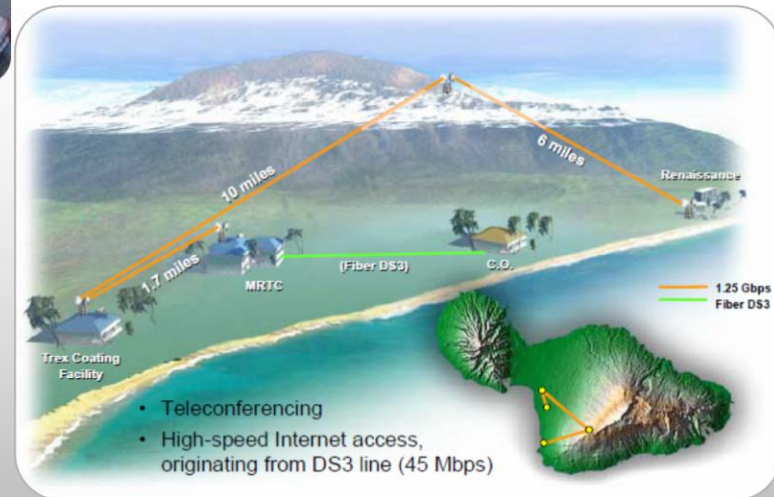 10 miles
6 miles
Renaissance
1.7 miles
(Fiber DS3)
C.O.
MRTC
1.25 Gbps
Fiber DS3
Trex Coating
Facility
• Teleconferencing
• High-speed Internet access,
originating from DS3 line (45 Mbps)